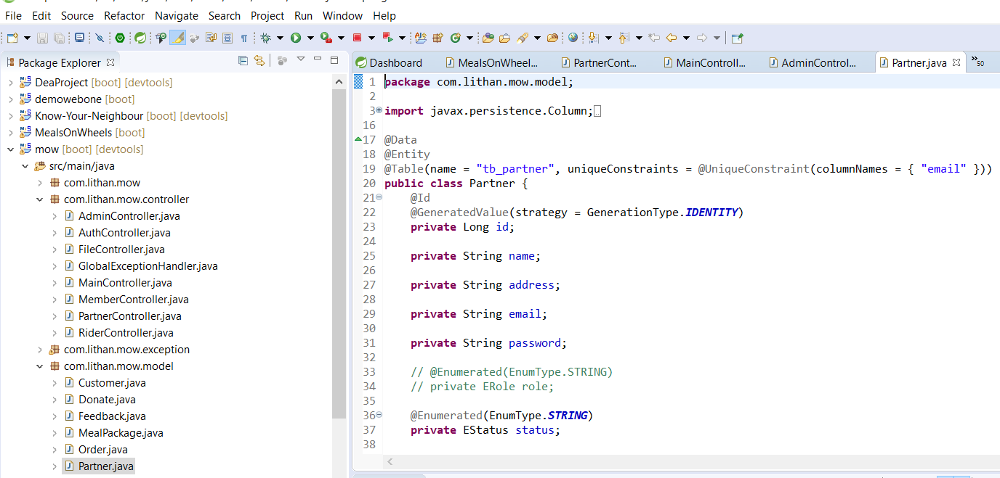 File Edit Source Refactor Navigate Search Project Run Window Help
Package Explorer
DeaProject [boot] [devtools]
demowebone [boot]
Know-Your-Neighbour [boot] [devtools]
MealsOnWheels [boot]
mow [boot] [devtools]
src/main/java
com.lithan.mow
com.lithan.mow.controller
AdminController.java
AuthController.java
FileController.java
GlobalExceptionHandler.java
MainController.java
MemberController.java
PartnerController.java
RiderController.java
com.lithan.mow.exception
com.lithan.mow.model
Customer.java
Donate.java
Feedback.java
MealPackage.java
Order.java
Partner.java
Dashboard MealsOnWheel... PartnerCont... MainControll... AdminControl... Partner.java »50
1 package com.lithan.mow.model;
2
3 import javax.persistence.Column;
16
17 @Data
18 @Entity
19 @Table(name = "tb_partner", uniqueConstraints = @UniqueConstraint(columnNames = { "email" }))
20 public class Partner {
21 @Id
22 @GeneratedValue(strategy = GenerationType.IDENTITY)
23 private Long id;
24
25 private String name;
26
27 private String address;
28
29 private String email;
30
31 private String password;
32
33 // @Enumerated(EnumType.STRING)
34 // private ERole role;
35
36 @Enumerated(EnumType.STRING)
37 private EStatus status;
38